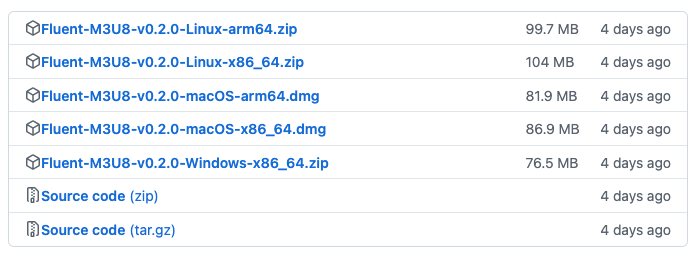 Fluent-M3U8-v0.2.0-Linux-arm64.zip 99.7 MB 4 days ago
Fluent-M3U8-v0.2.0-Linux-x86_64.zip 104 MB 4 days ago
Fluent-M3U8-v0.2.0-macOS-arm64.dmg 81.9 MB 4 days ago
Fluent-M3U8-v0.2.0-macOS-x86_64.dmg 86.9 MB 4 days ago
Fluent-M3U8-v0.2.0-Windows-x86_64.zip 76.5 MB 4 days ago
Source code (zip) 4 days ago
Source code (tar.gz) 4 days ago